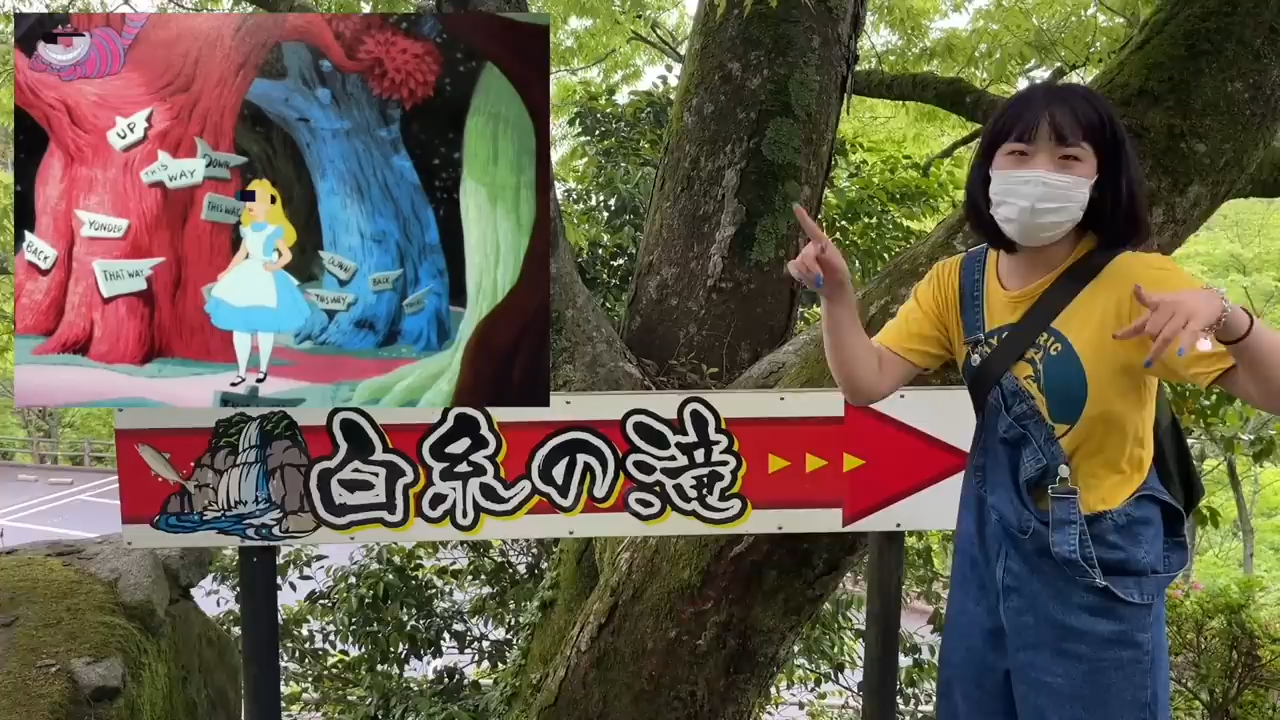 UP
THIS WAY
DOWN
THIS WAY
YONDER
BACK
THAT WAY
DOWN
BACK
THIS WAY
白糸の滝